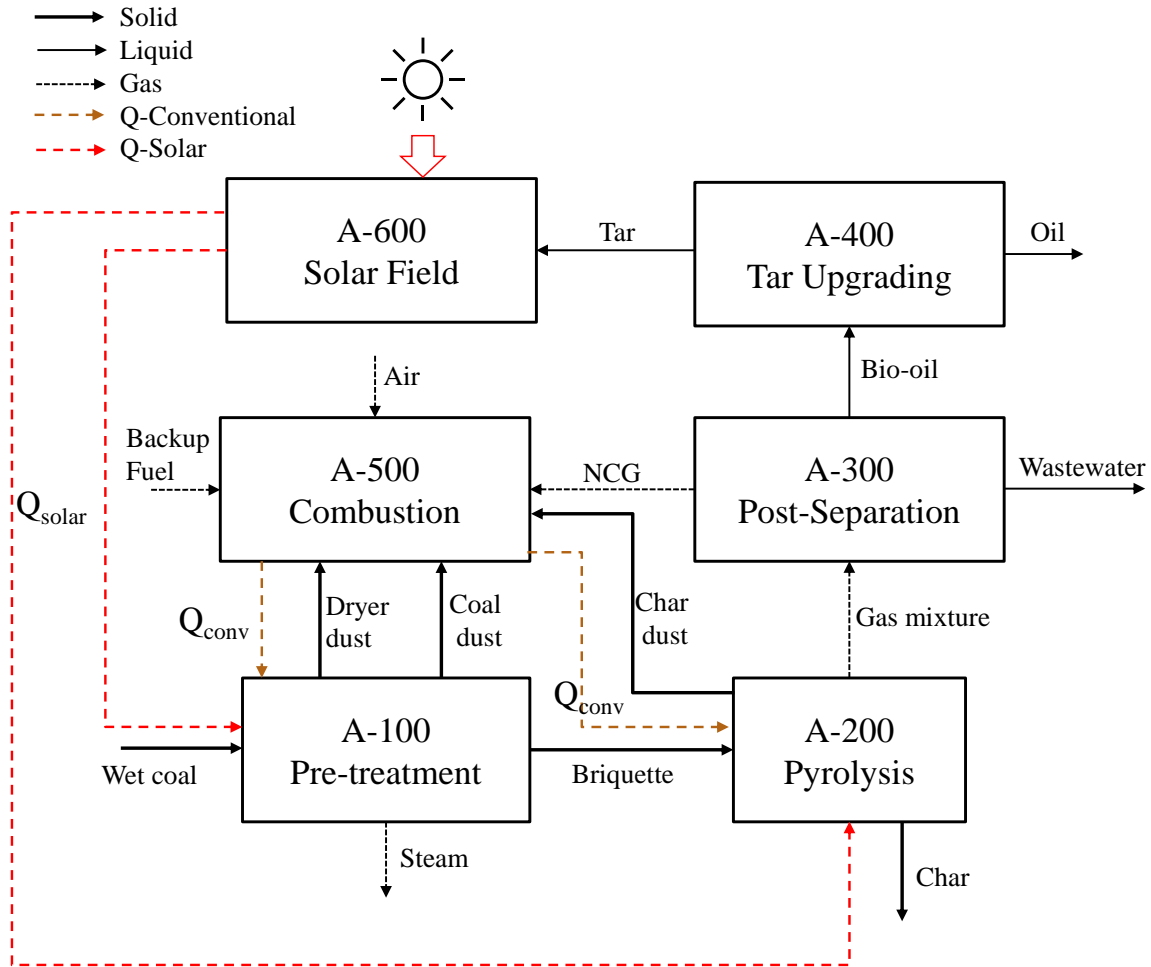 Solid
Liquid
Gas
Q-Conventional
Q-Solar
A-600
Solar Field
Tar
A-400
Tar Upgrading
Oil
Air
Bio-oil
Backup
Fuel
A-500
Combustion
NCG
A-300
Post-Separation
Wastewater
Qsolar
Qconv
Dryer
dust
Coal
dust
Char
dust
Gas mixture
Qconv
A-100
Pre-treatment
Wet coal
Briquette
A-200
Pyrolysis
Steam
Char